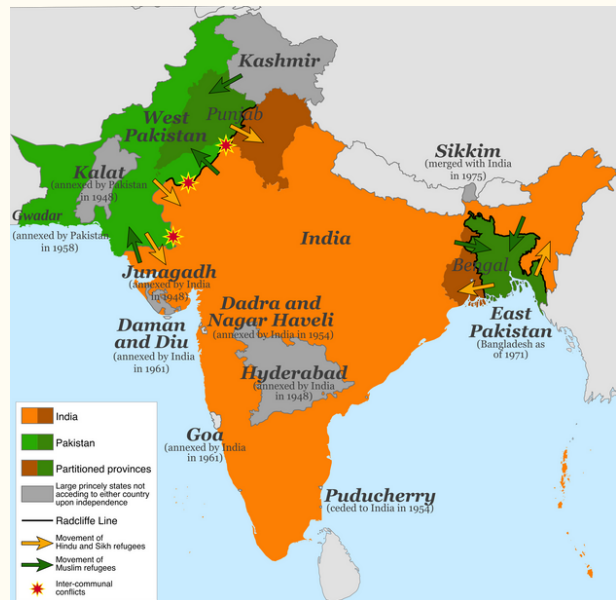 Kashmir
Punjab
West
Pakistan
Sikkim
(merged with India
in 1975)
Kalat
(annexed by Pakistan
in 1948)
Gwadar
(annexed by Pakistan
in 1958)
India
Bengal
Junagadh
(annexed by India
in 1948)
Dadra and
Nagar Haveli
(annexed by India in 1954)
East
Pakistan
(Bangladesh as
of 1971)
Daman
and Diu
(annexed by India
in 1961)
Hyderabad
(annexed by India
in 1948)
Goa
(annexed by India
in 1961)
Puducherry
(ceded to India in 1954)
India
Pakistan
Partitioned provinces
Large princely states not
acceding to either country
upon independence
Radcliffe Line
Movement of
Hindu and Sikh refugees
Movement of
Muslim refugees
Inter-communal
conflicts